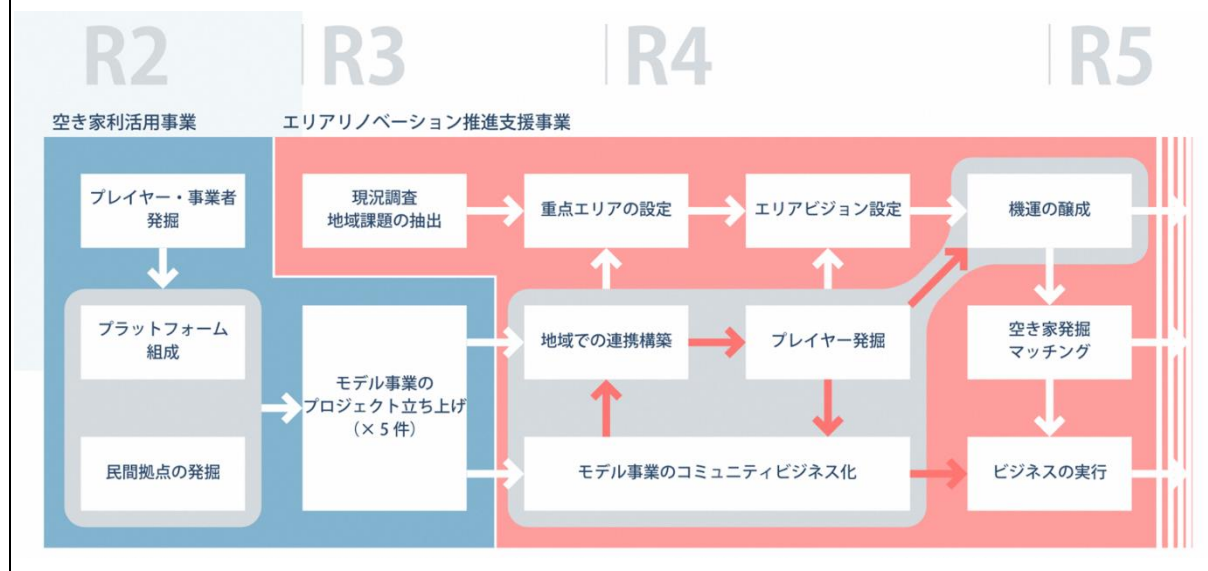 R2
R3
R4
R5
空き家利活用事業
エリアリノベーション推進支援事業
プレイヤー・事業者
発掘
現況調査
地域課題の抽出
重点エリアの設定
エリアビジョン設定
機運の醸成
プラットフォーム
組成
モデル事業の
プロジェクト立ち上げ
（×５件）
地域での連携構築
プレイヤー発掘
空き家発掘
マッチング
民間拠点の発掘
モデル事業のコミュニティビジネス化
ビジネスの実行